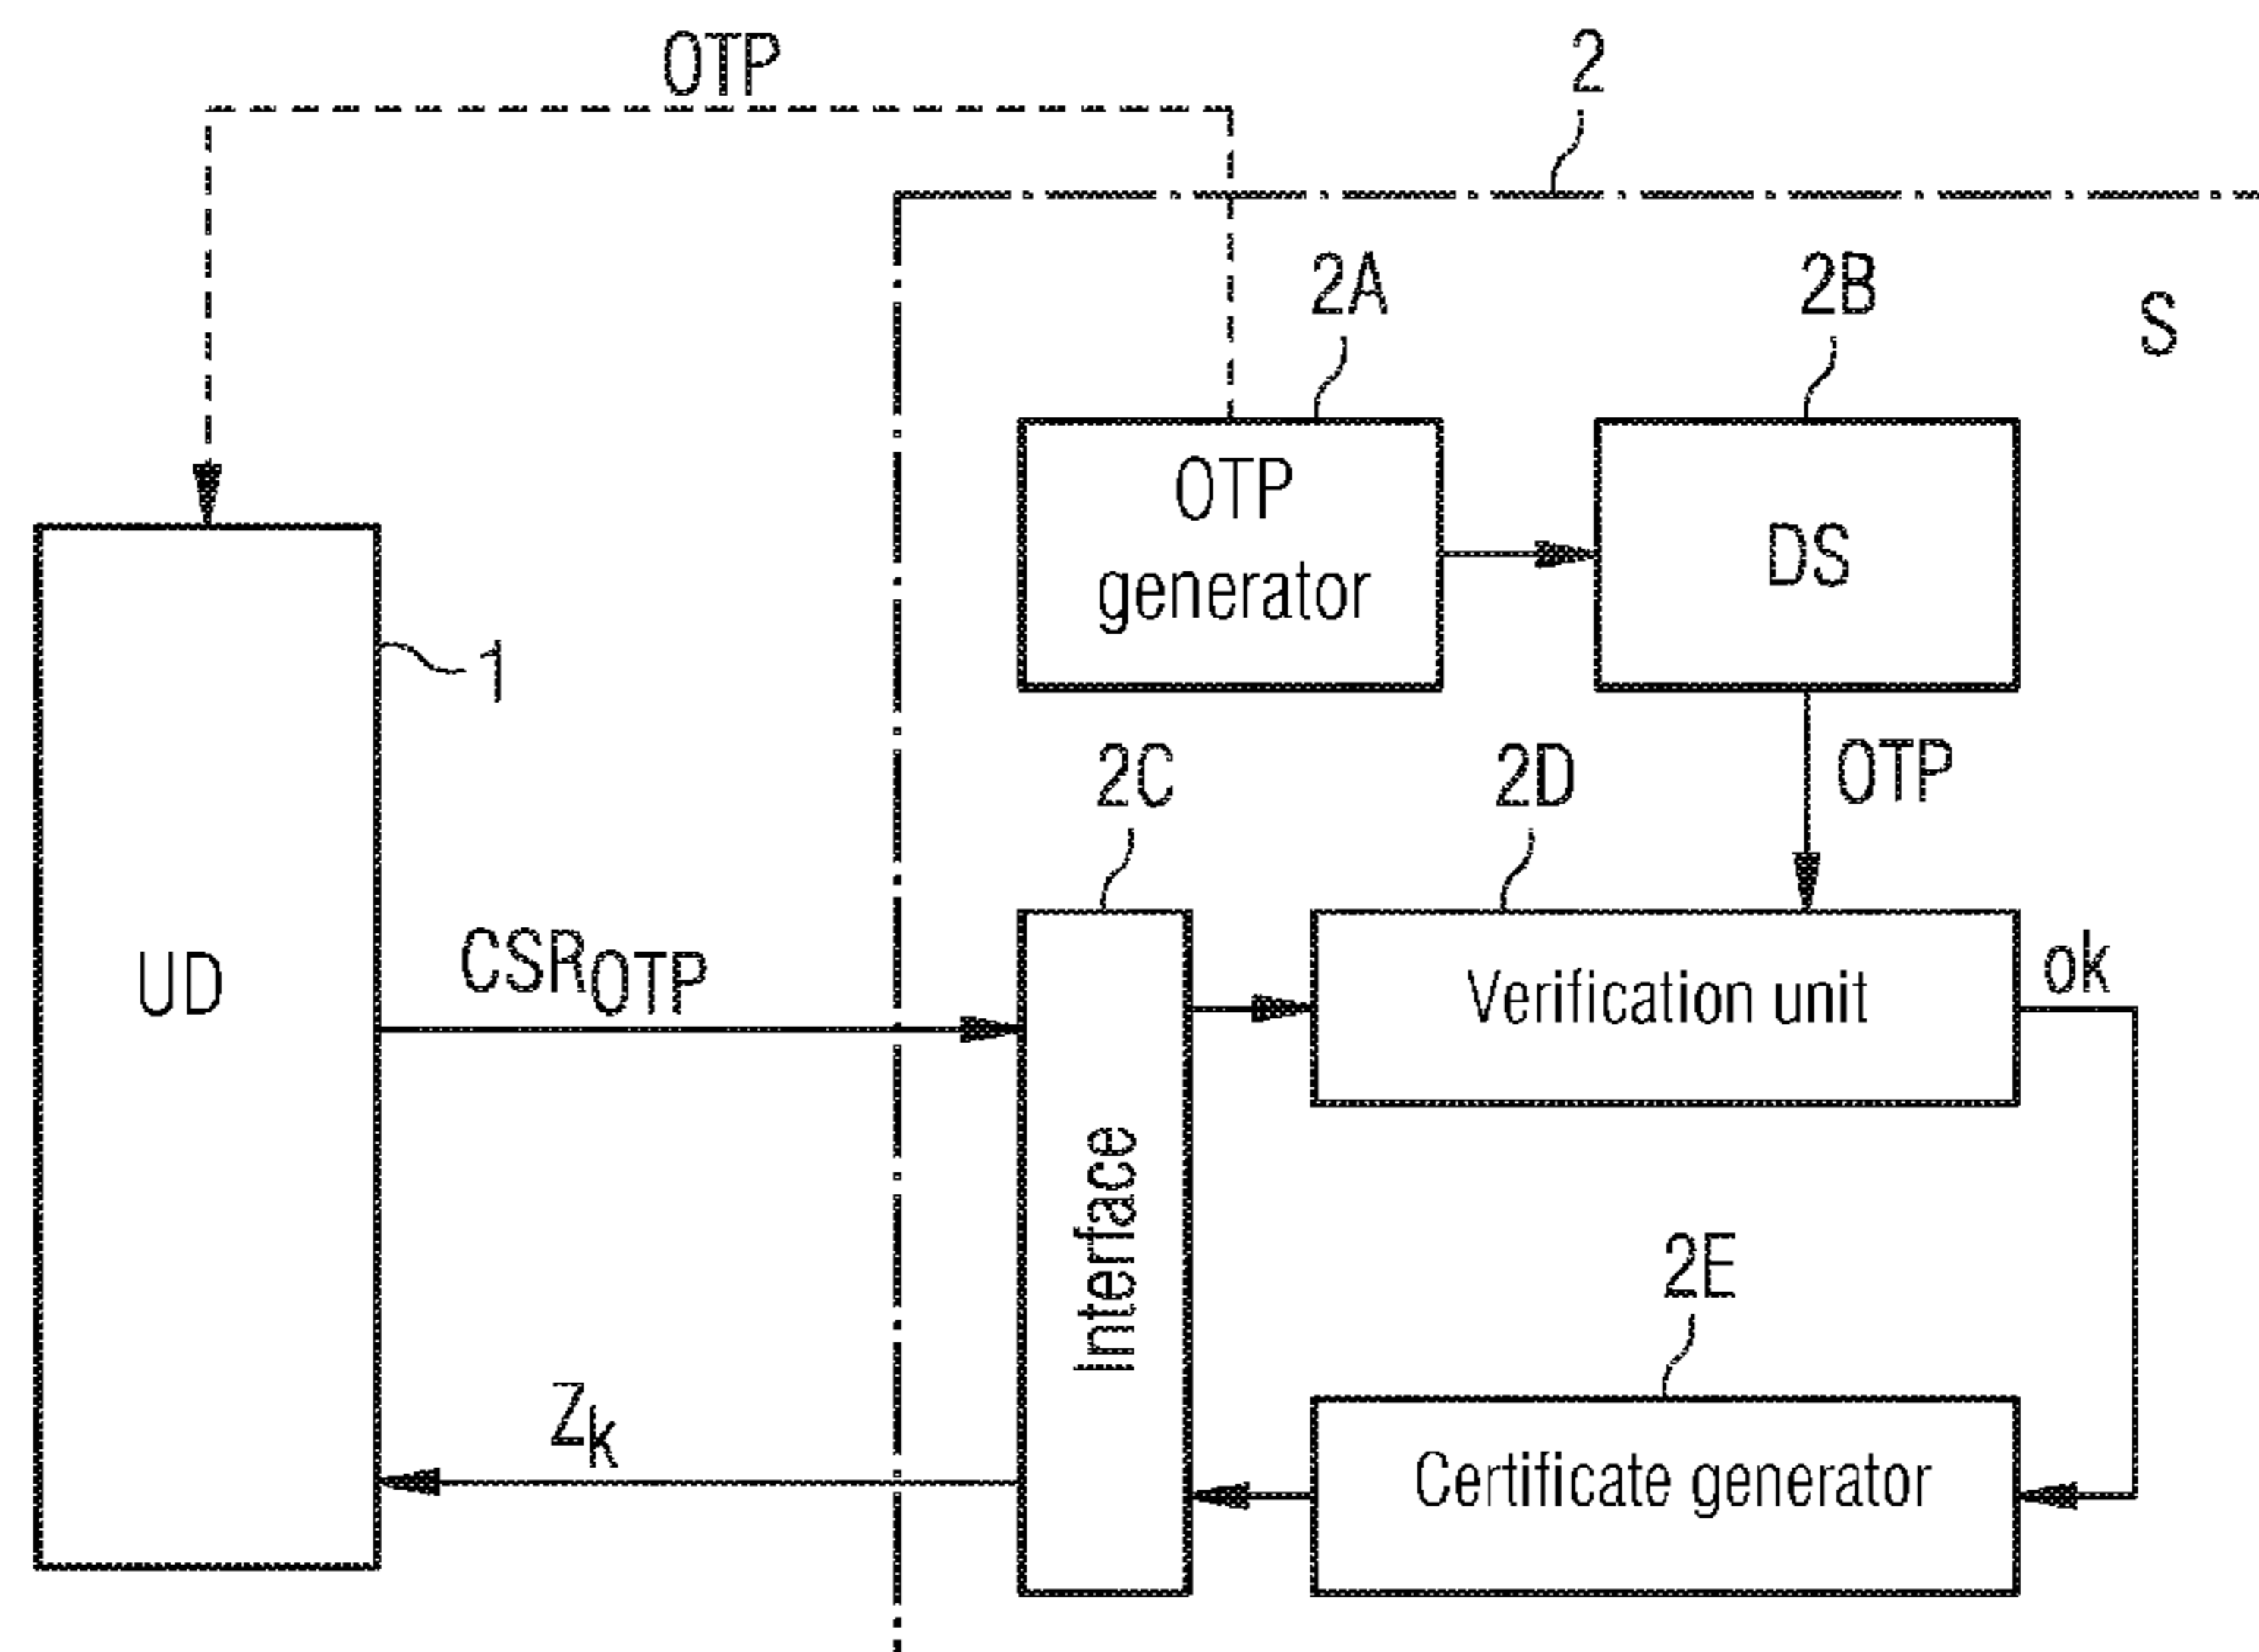 OTP
2
2A
2B
S
OTP
generator
DS
1
2C
2D
OTP
UD
CSROTP
Verification unit
ok
Interface
2E
Zk
Certificate generator